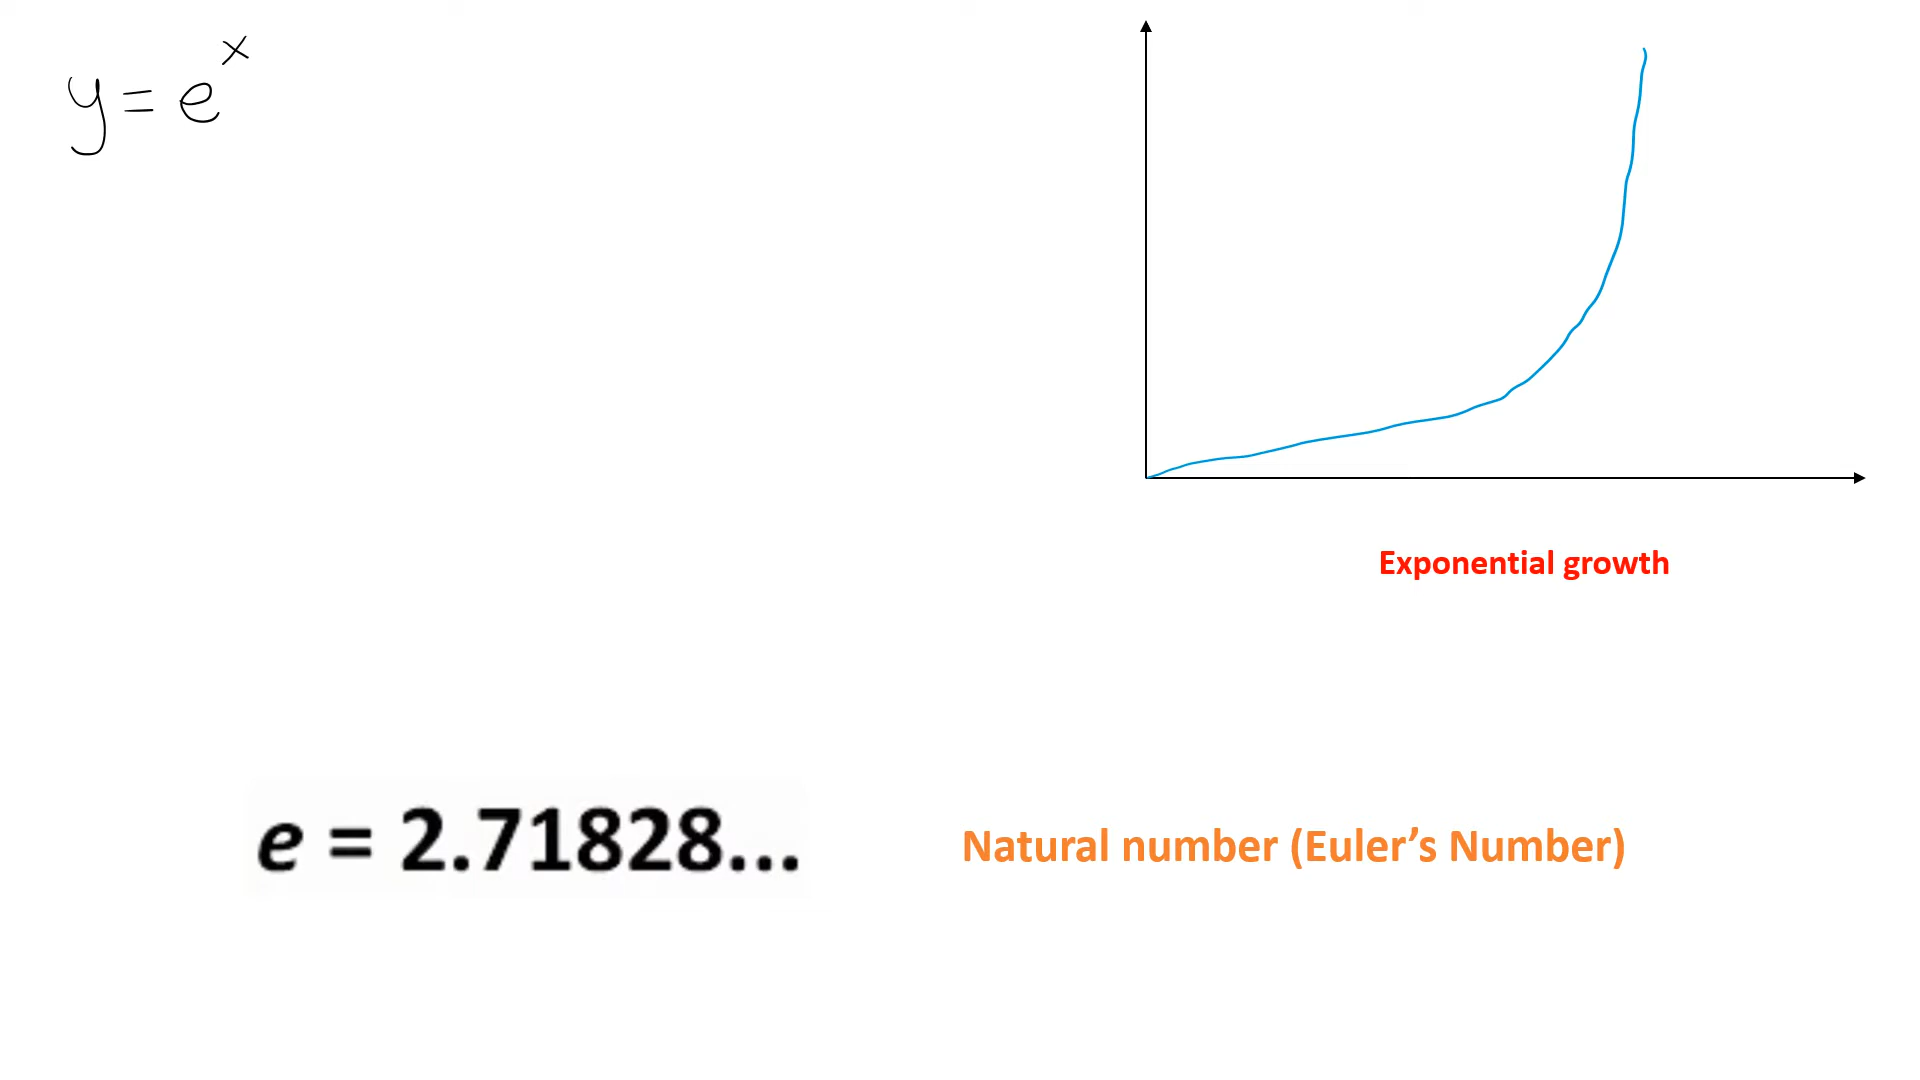 y = e^x
Exponential growth
e = 2.71828...
Natural number (Euler’s Number)